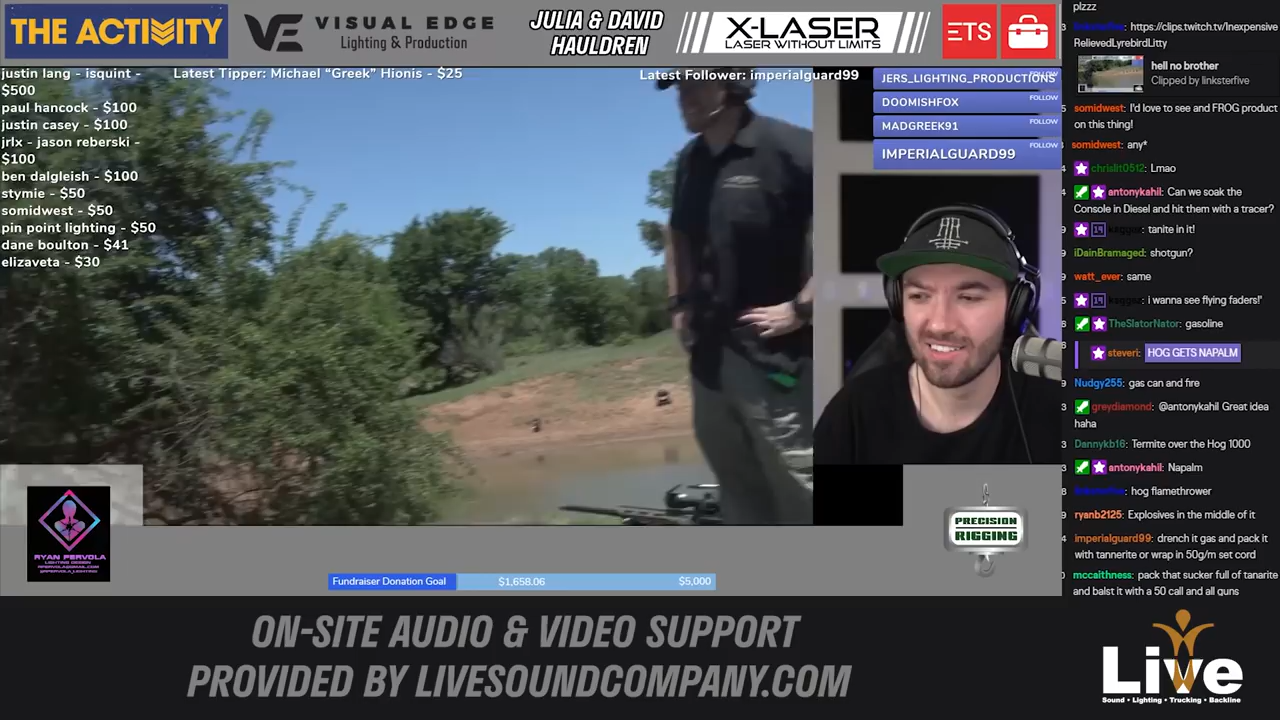 THE ACTIVITY
VISUAL EDGE
Lighting & Production
JULIA & DAVID
HAULDREN
X-LASER
LASER WITHOUT LIMITS
ETS
justin lang - isquint -
$500
paul hancock - $100
justin casey - $100
jrlx - jason reberski -
$100
ben dalgleish - $100
stymie - $50
somidwest - $50
pin point lighting - $50
dane boulton - $41
elizaveta - $30
Latest Tipper: Michael "Greek" Hionis - $25
Latest Follower: imperialguard99
JERS_LIGHTING_PRODUCTIONS
FOLLOW
DOOMISHFOX
FOLLOW
MADGREEK91
FOLLOW
IMPERIALGUARD99
FOLLOW
plzzz
https://clips.twitch.tv/Inexpensive
RelievedLyrebirdLitty
hell no brother
Clipped by linksterfive
somidwest: I'd love to see and FROG product
on this thing!
somidwest: any*
chrislit0512: Lmao
antonykahil: Can we soak the
Console in Diesel and hit them with a tracer?
tanite in it!
iDainBramaged: shotgun?
watt_ever: same
i wanna see flying faders!'
TheSlatorNator: gasoline
steveri: HOG GETS NAPALM
Nudgy255: gas can and fire
greydiamond: @antonykahil Great idea
haha
Dannykb16: Termite over the Hog 1000
antonykahil: Napalm
hog flamethrower
ryanb2125: Explosives in the middle of it
imperialguard99: drench it gas and pack it
with tannerite or wrap in 50g/m set cord
mccaithness: pack that sucker full of tanarite
and balst it with a 50 call and all guns
RYAN PERVOLA
LIGHTING DESIGN
PRECISION
RIGGING
Fundraiser Donation Goal
$1,658.06
$5,000
ON-SITE AUDIO & VIDEO SUPPORT
PROVIDED BY LIVESOUNDCOMPANY.COM
Live
Sound • Lighting • Trucking • Backline